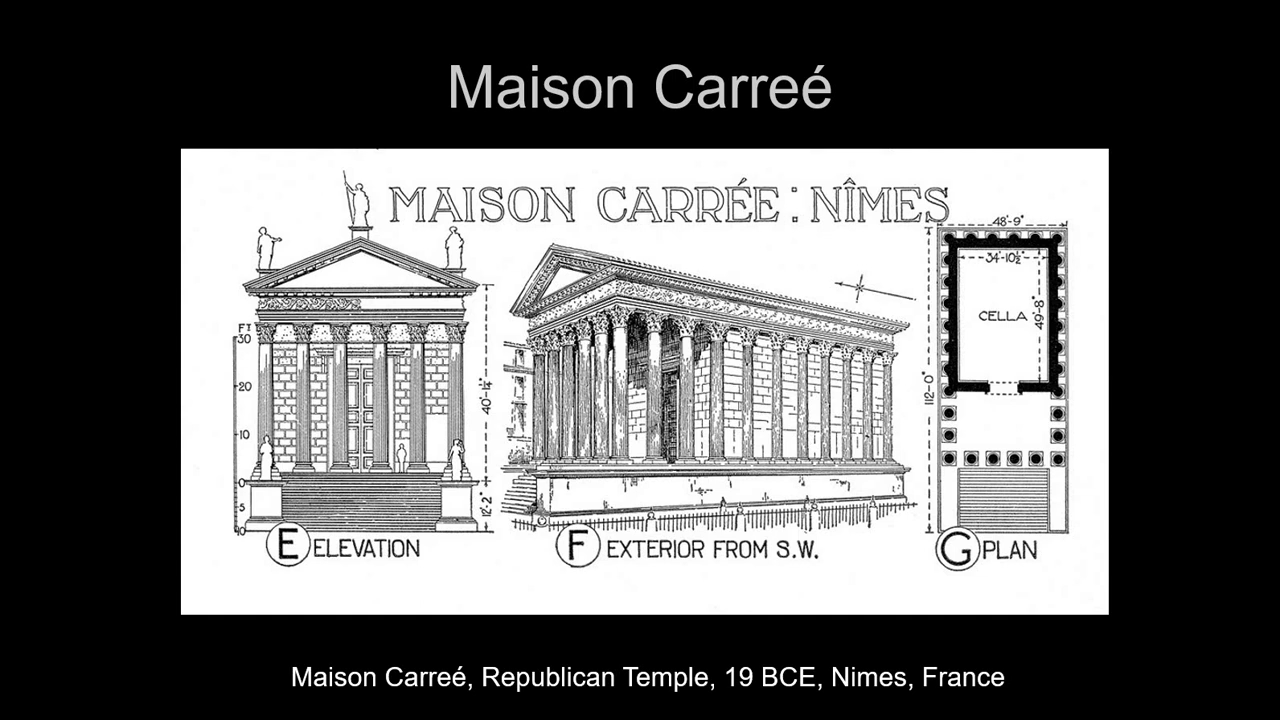 Maison Carreé
MAISON CARRÉE : NÎMES
FT
30
20
10
0
5
10
40'-1¼"
12'-2"
48'-9"
34'-10½"
CELLA
49'-8"
112'-0"
E ELEVATION
F EXTERIOR FROM S.W.
G PLAN
Maison Carreé, Republican Temple, 19 BCE, Nimes, France